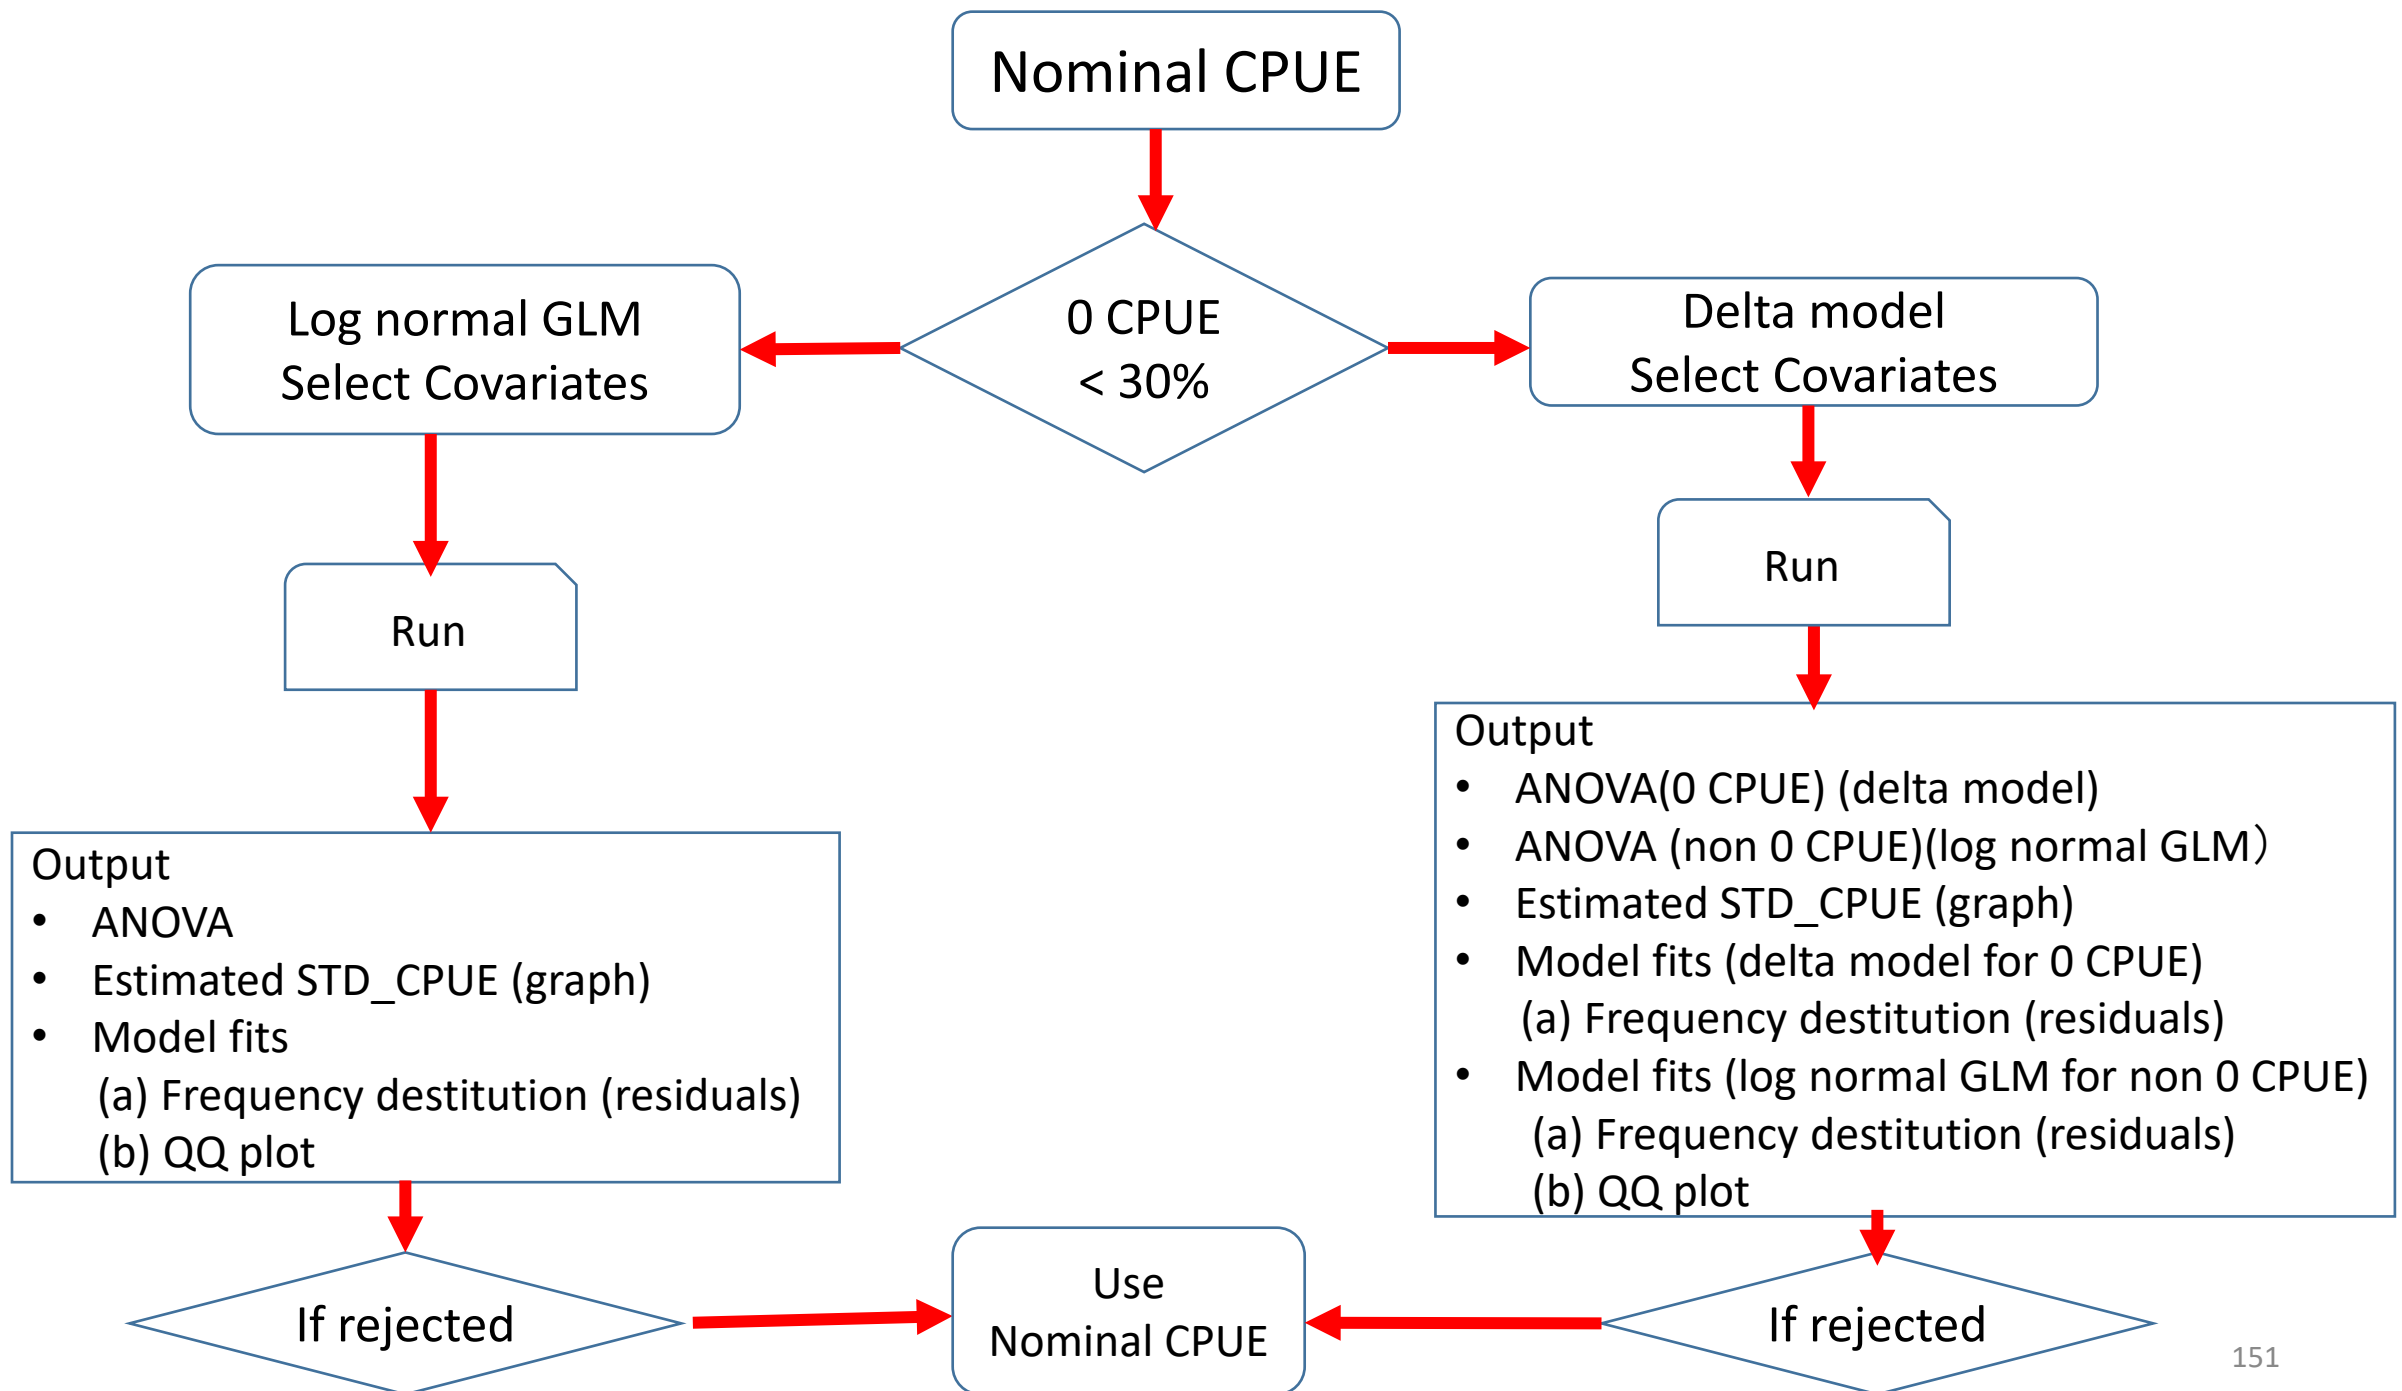 Nominal CPUE
0 CPUE
< 30%
Log normal GLM
Select Covariates
Delta model
Select Covariates
Run
Run
Output
• ANOVA
• Estimated STD_CPUE (graph)
• Model fits
(a) Frequency destitution (residuals)
(b) QQ plot
Output
• ANOVA(0 CPUE) (delta model)
• ANOVA (non 0 CPUE)(log normal GLM）
• Estimated STD_CPUE (graph)
• Model fits (delta model for 0 CPUE)
(a) Frequency destitution (residuals)
• Model fits (log normal GLM for non 0 CPUE)
(a) Frequency destitution (residuals)
(b) QQ plot
If rejected
Use
Nominal CPUE
If rejected
151